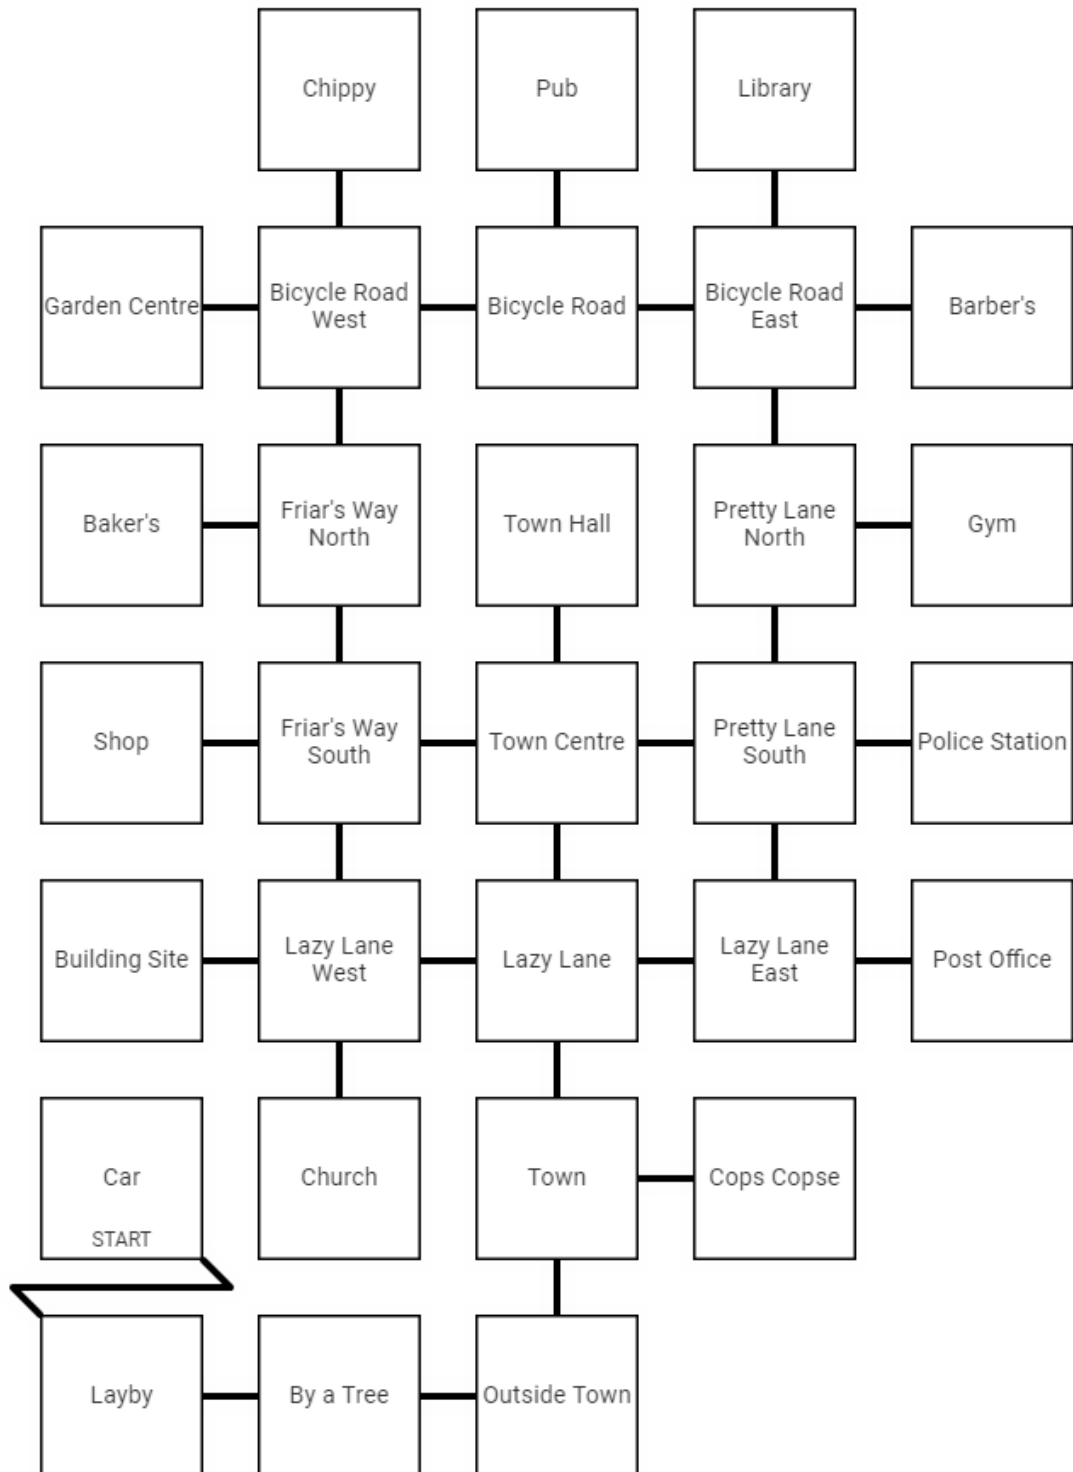 Chippy
Pub
Library
Garden Centre
Bicycle Road
West
Bicycle Road
Bicycle Road
East
Barber's
Baker's
Friar's Way
North
Town Hall
Pretty Lane
North
Gym
Shop
Friar's Way
South
Town Centre
Pretty Lane
South
Police Station
Building Site
Lazy Lane
West
Lazy Lane
Lazy Lane
East
Post Office
Car
START
Church
Town
Cops Copse
Layby
By a Tree
Outside Town